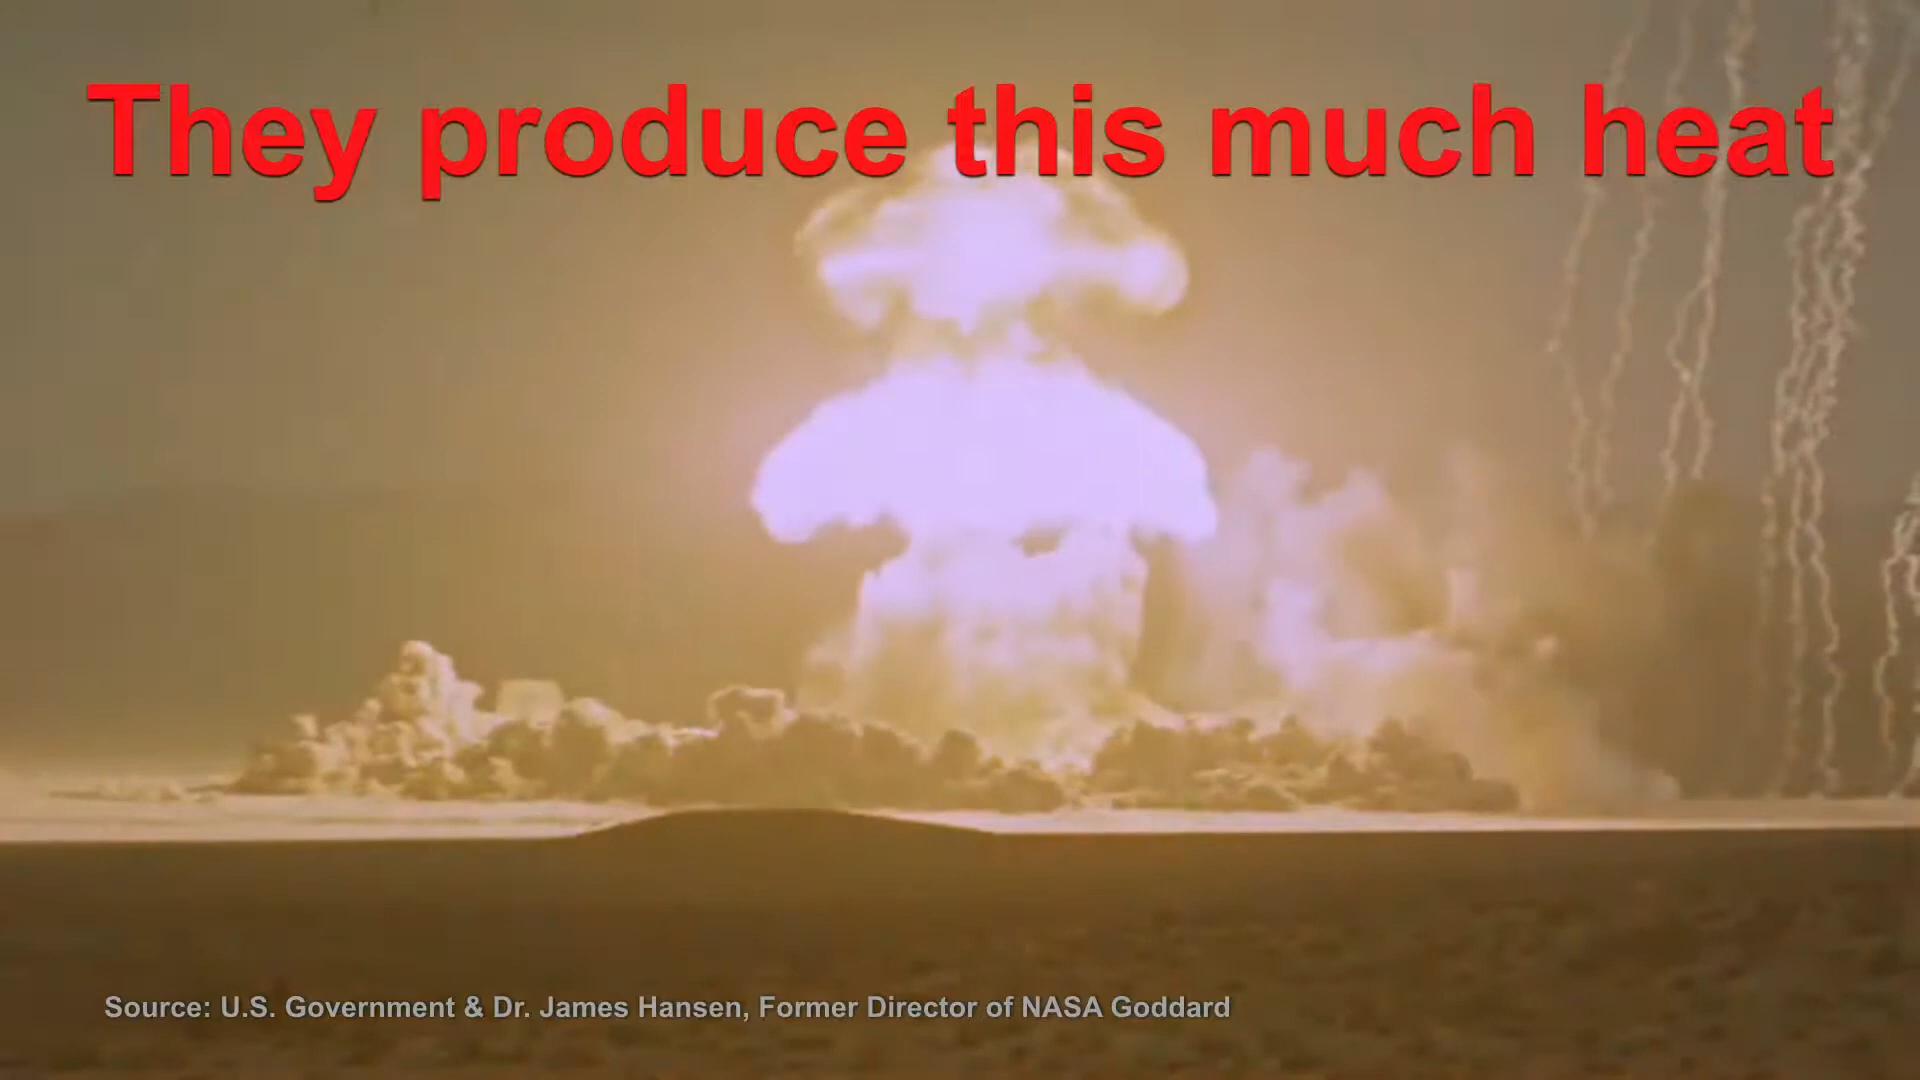 They produce this much heat
Source: U.S. Government & Dr. James Hansen, Former Director of NASA Goddard